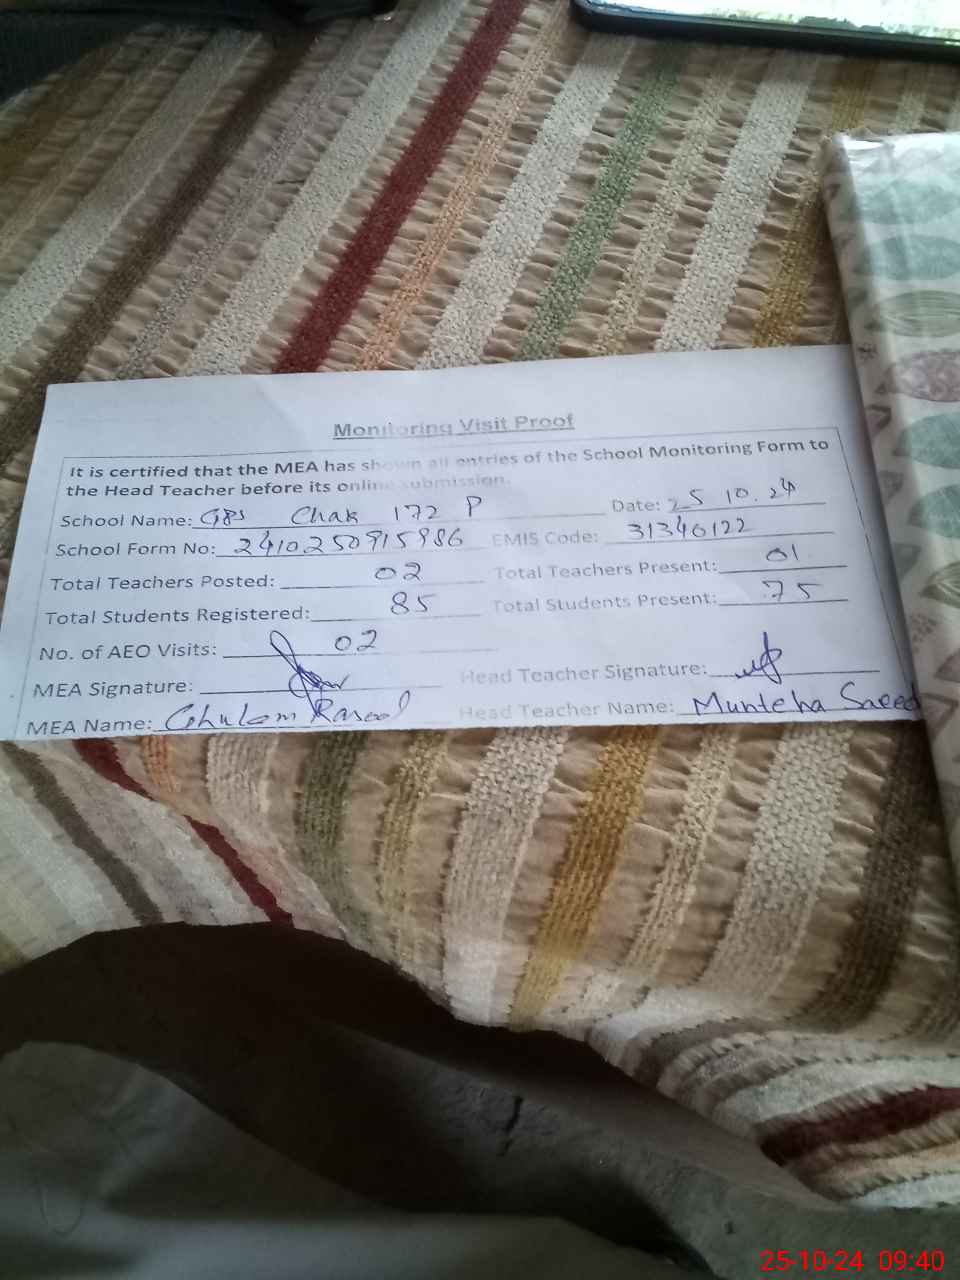 Monitoring Visit Proof
It is certified that the MEA has shown all entries of the School Monitoring Form to
the Head Teacher before its online submission.
School Name: GPS Chak 172 P Date: 25 10.24
School Form No: 2410250915986 EMIS Code: 31346122
Total Teachers Posted: 02 Total Teachers Present: 01
Total Students Registered: 85 Total Students Present: 75
No. of AEO Visits: 02
MEA Signature: Head Teacher Signature:
MEA Name: Ghulam Rasool Head Teacher Name: Munteha Saeed
25-10-24 09:40